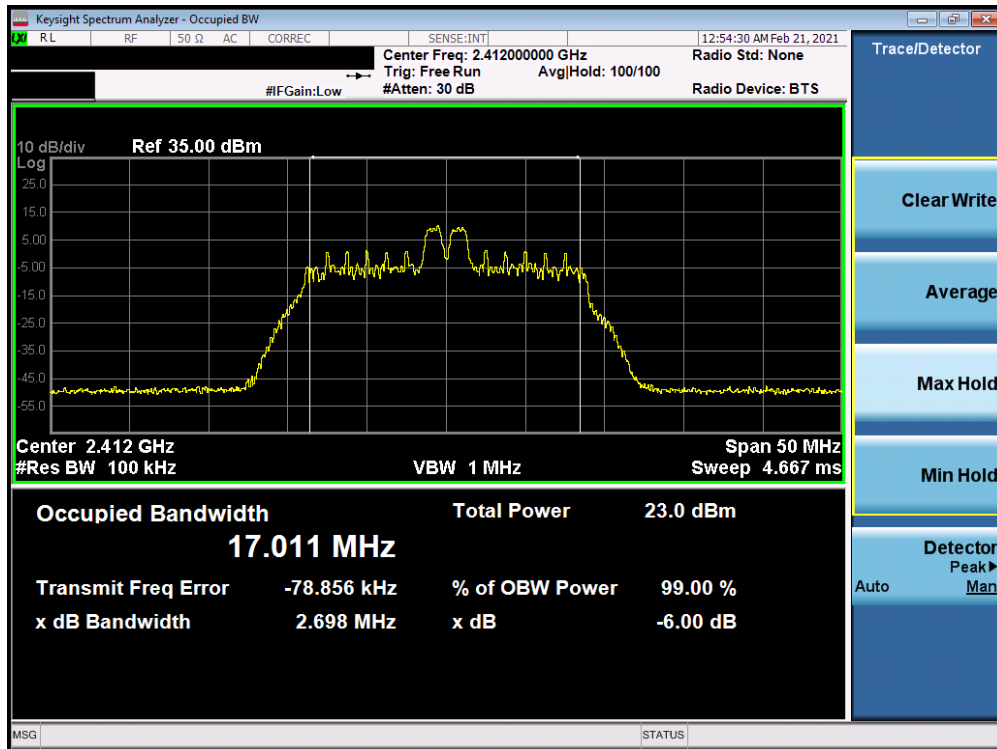 Keysight Spectrum Analyzer - Occupied BW
LXI RL RF 50 Ω AC CORREC SENSE:INT 12:54:30 AM Feb 21, 2021
Center Freq: 2.412000000 GHz Radio Std: None
Trig: Free Run Avg|Hold: 100/100
#IFGain:Low #Atten: 30 dB Radio Device: BTS
10 dB/div Ref 35.00 dBm
Log
25.0
15.0
5.00
-5.00
-15.0
-25.0
-35.0
-45.0
-55.0
Center 2.412 GHz Span 50 MHz
#Res BW 100 kHz VBW 1 MHz Sweep 4.667 ms
Occupied Bandwidth Total Power 23.0 dBm
17.011 MHz
Transmit Freq Error -78.856 kHz % of OBW Power 99.00 %
x dB Bandwidth 2.698 MHz x dB -6.00 dB
MSG STATUS
Trace/Detector
Clear Write
Average
Max Hold
Min Hold
Detector
Peak▶
Auto Man